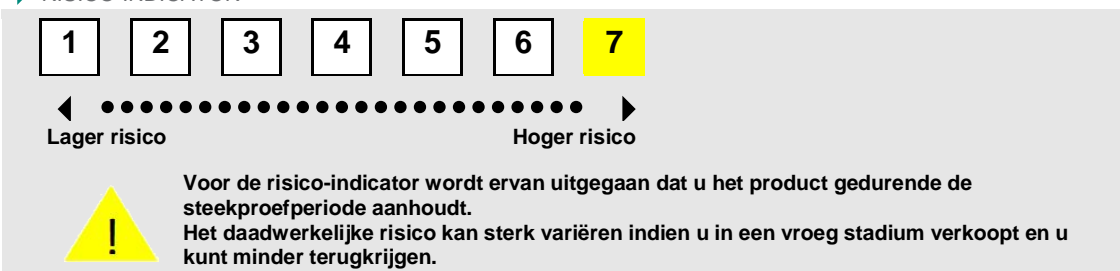 RISICO-INDICATOR
1 2 3 4 5 6 7
Lager risico Hoger risico
!
Voor de risico-indicator wordt ervan uitgegaan dat u het product gedurende de
steekproefperiode aanhoudt.
Het daadwerkelijke risico kan sterk variëren indien u in een vroeg stadium verkoopt en u
kunt minder terugkrijgen.